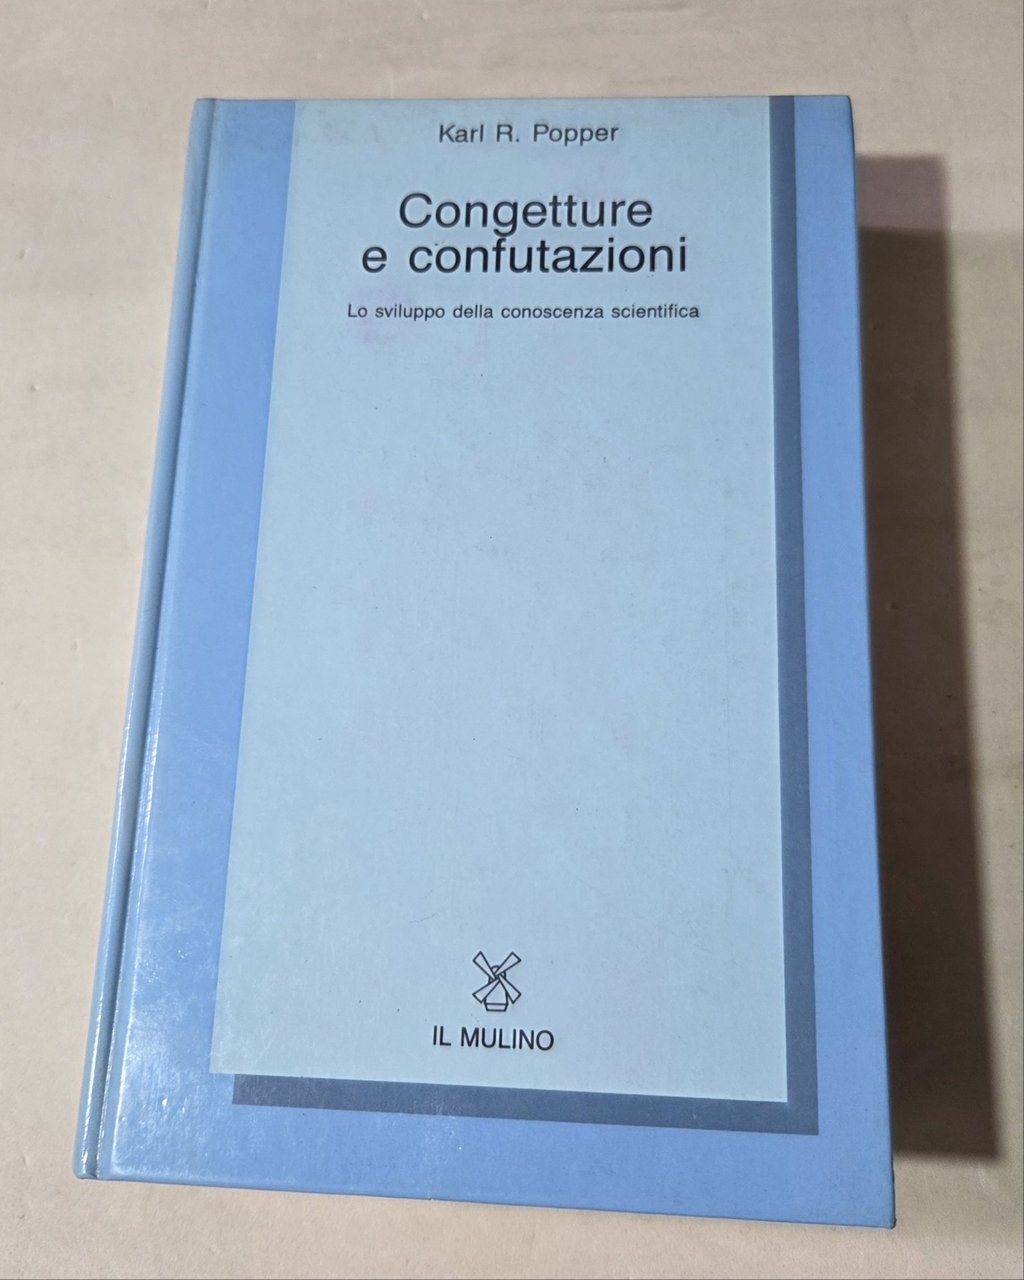 Karl R. Popper
Congetture
e confutazioni
Lo sviluppo della conoscenza scientifica
IL MULINO